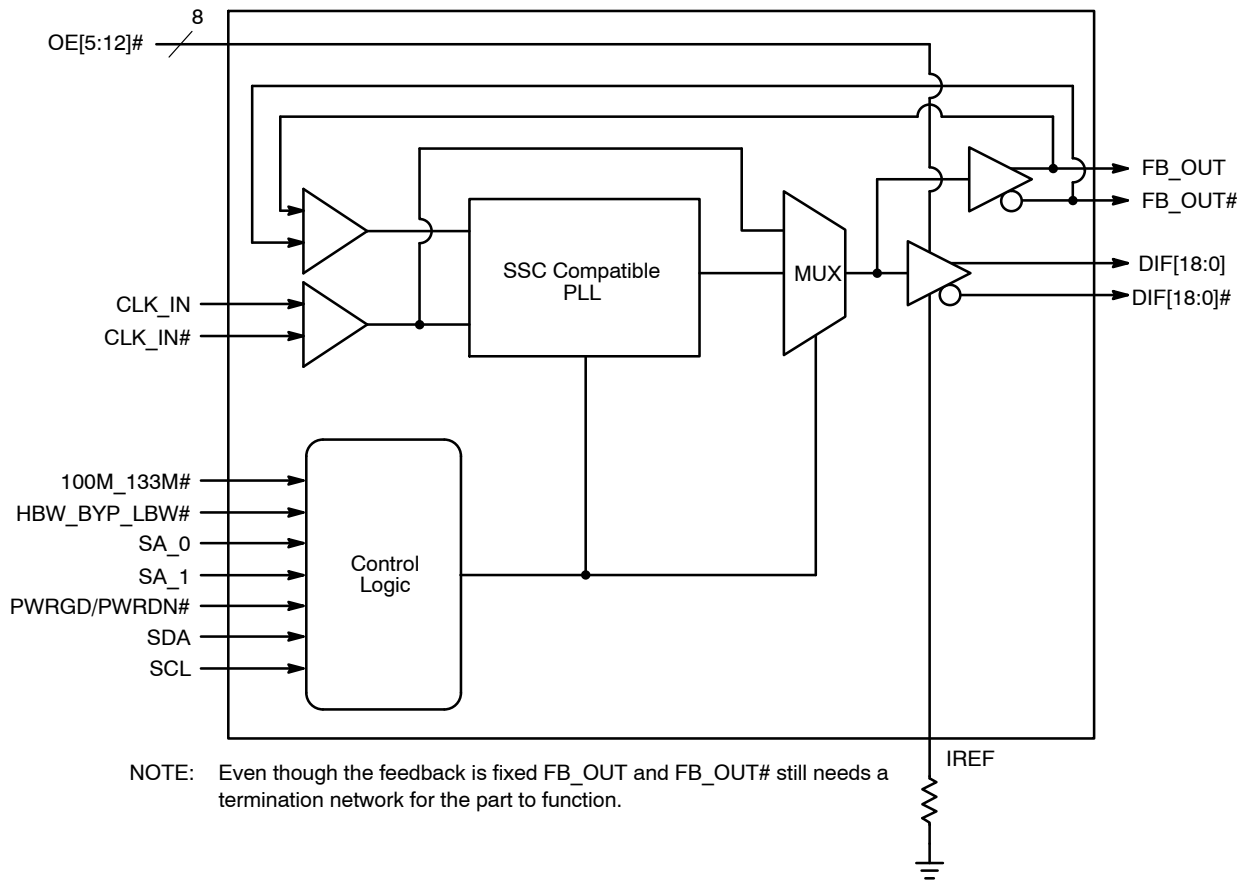 8
OE[5:12]#
FB_OUT
FB_OUT#
SSC Compatible
PLL
MUX
DIF[18:0]
DIF[18:0]#
CLK_IN
CLK_IN#
100M_133M#
HBW_BYP_LBW#
SA_0
SA_1
PWRGD/PWRDN#
SDA
SCL
Control
Logic
IREF
NOTE: Even though the feedback is fixed FB_OUT and FB_OUT# still needs a
termination network for the part to function.